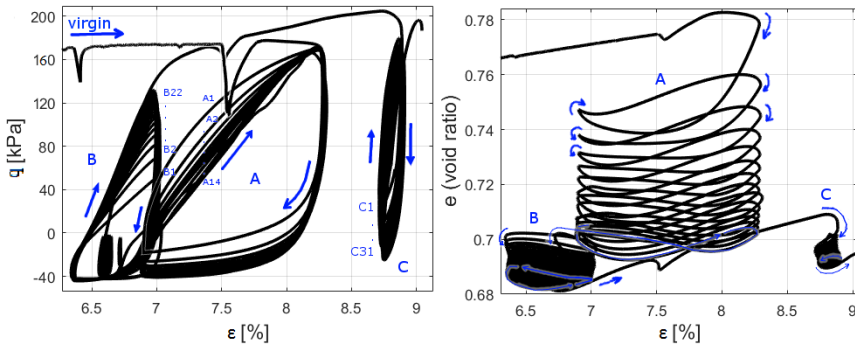 virgin
200
160
120
80
40
0
-40
q [kPa]
B22
B2
B1
B
A1
A2
A14
A
C1
C31
C
6.5
7
7.5
8
8.5
9
ε [%]
0.78
0.76
0.74
0.72
0.7
0.68
e (void ratio)
A
B
C
6.5
7
7.5
8
8.5
9
ε [%]